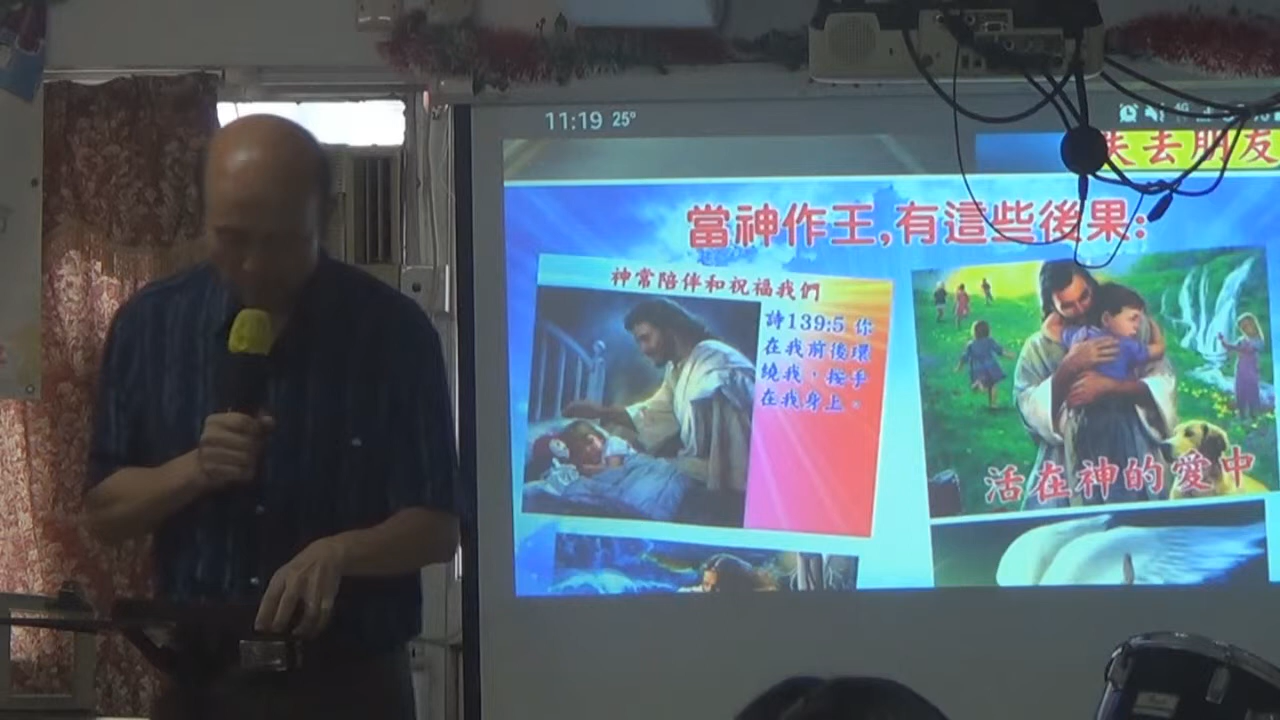 11:19 25°
4G
失去朋友
當神作王,有這些後果:
神常陪伴和祝福我們
詩139:5 你
在我前後環
繞我，按手
在我身上。
活在神的愛中